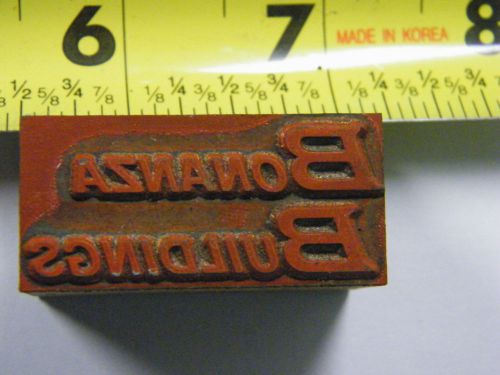 6 7 MADE IN KOREA 8
1/2 5/8 3/4 7/8 1/8 1/4 3/8 1/2 5/8 3/4 7/8 1/8 1/4 3/8 1/2 5/8 3/4
BONANZA
BUILDINGS